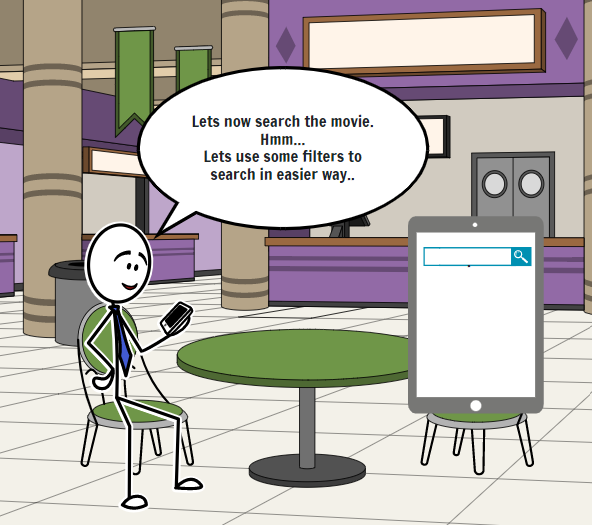 Lets now search the movie.
Hmm...
Lets use some filters to
search in easier way..